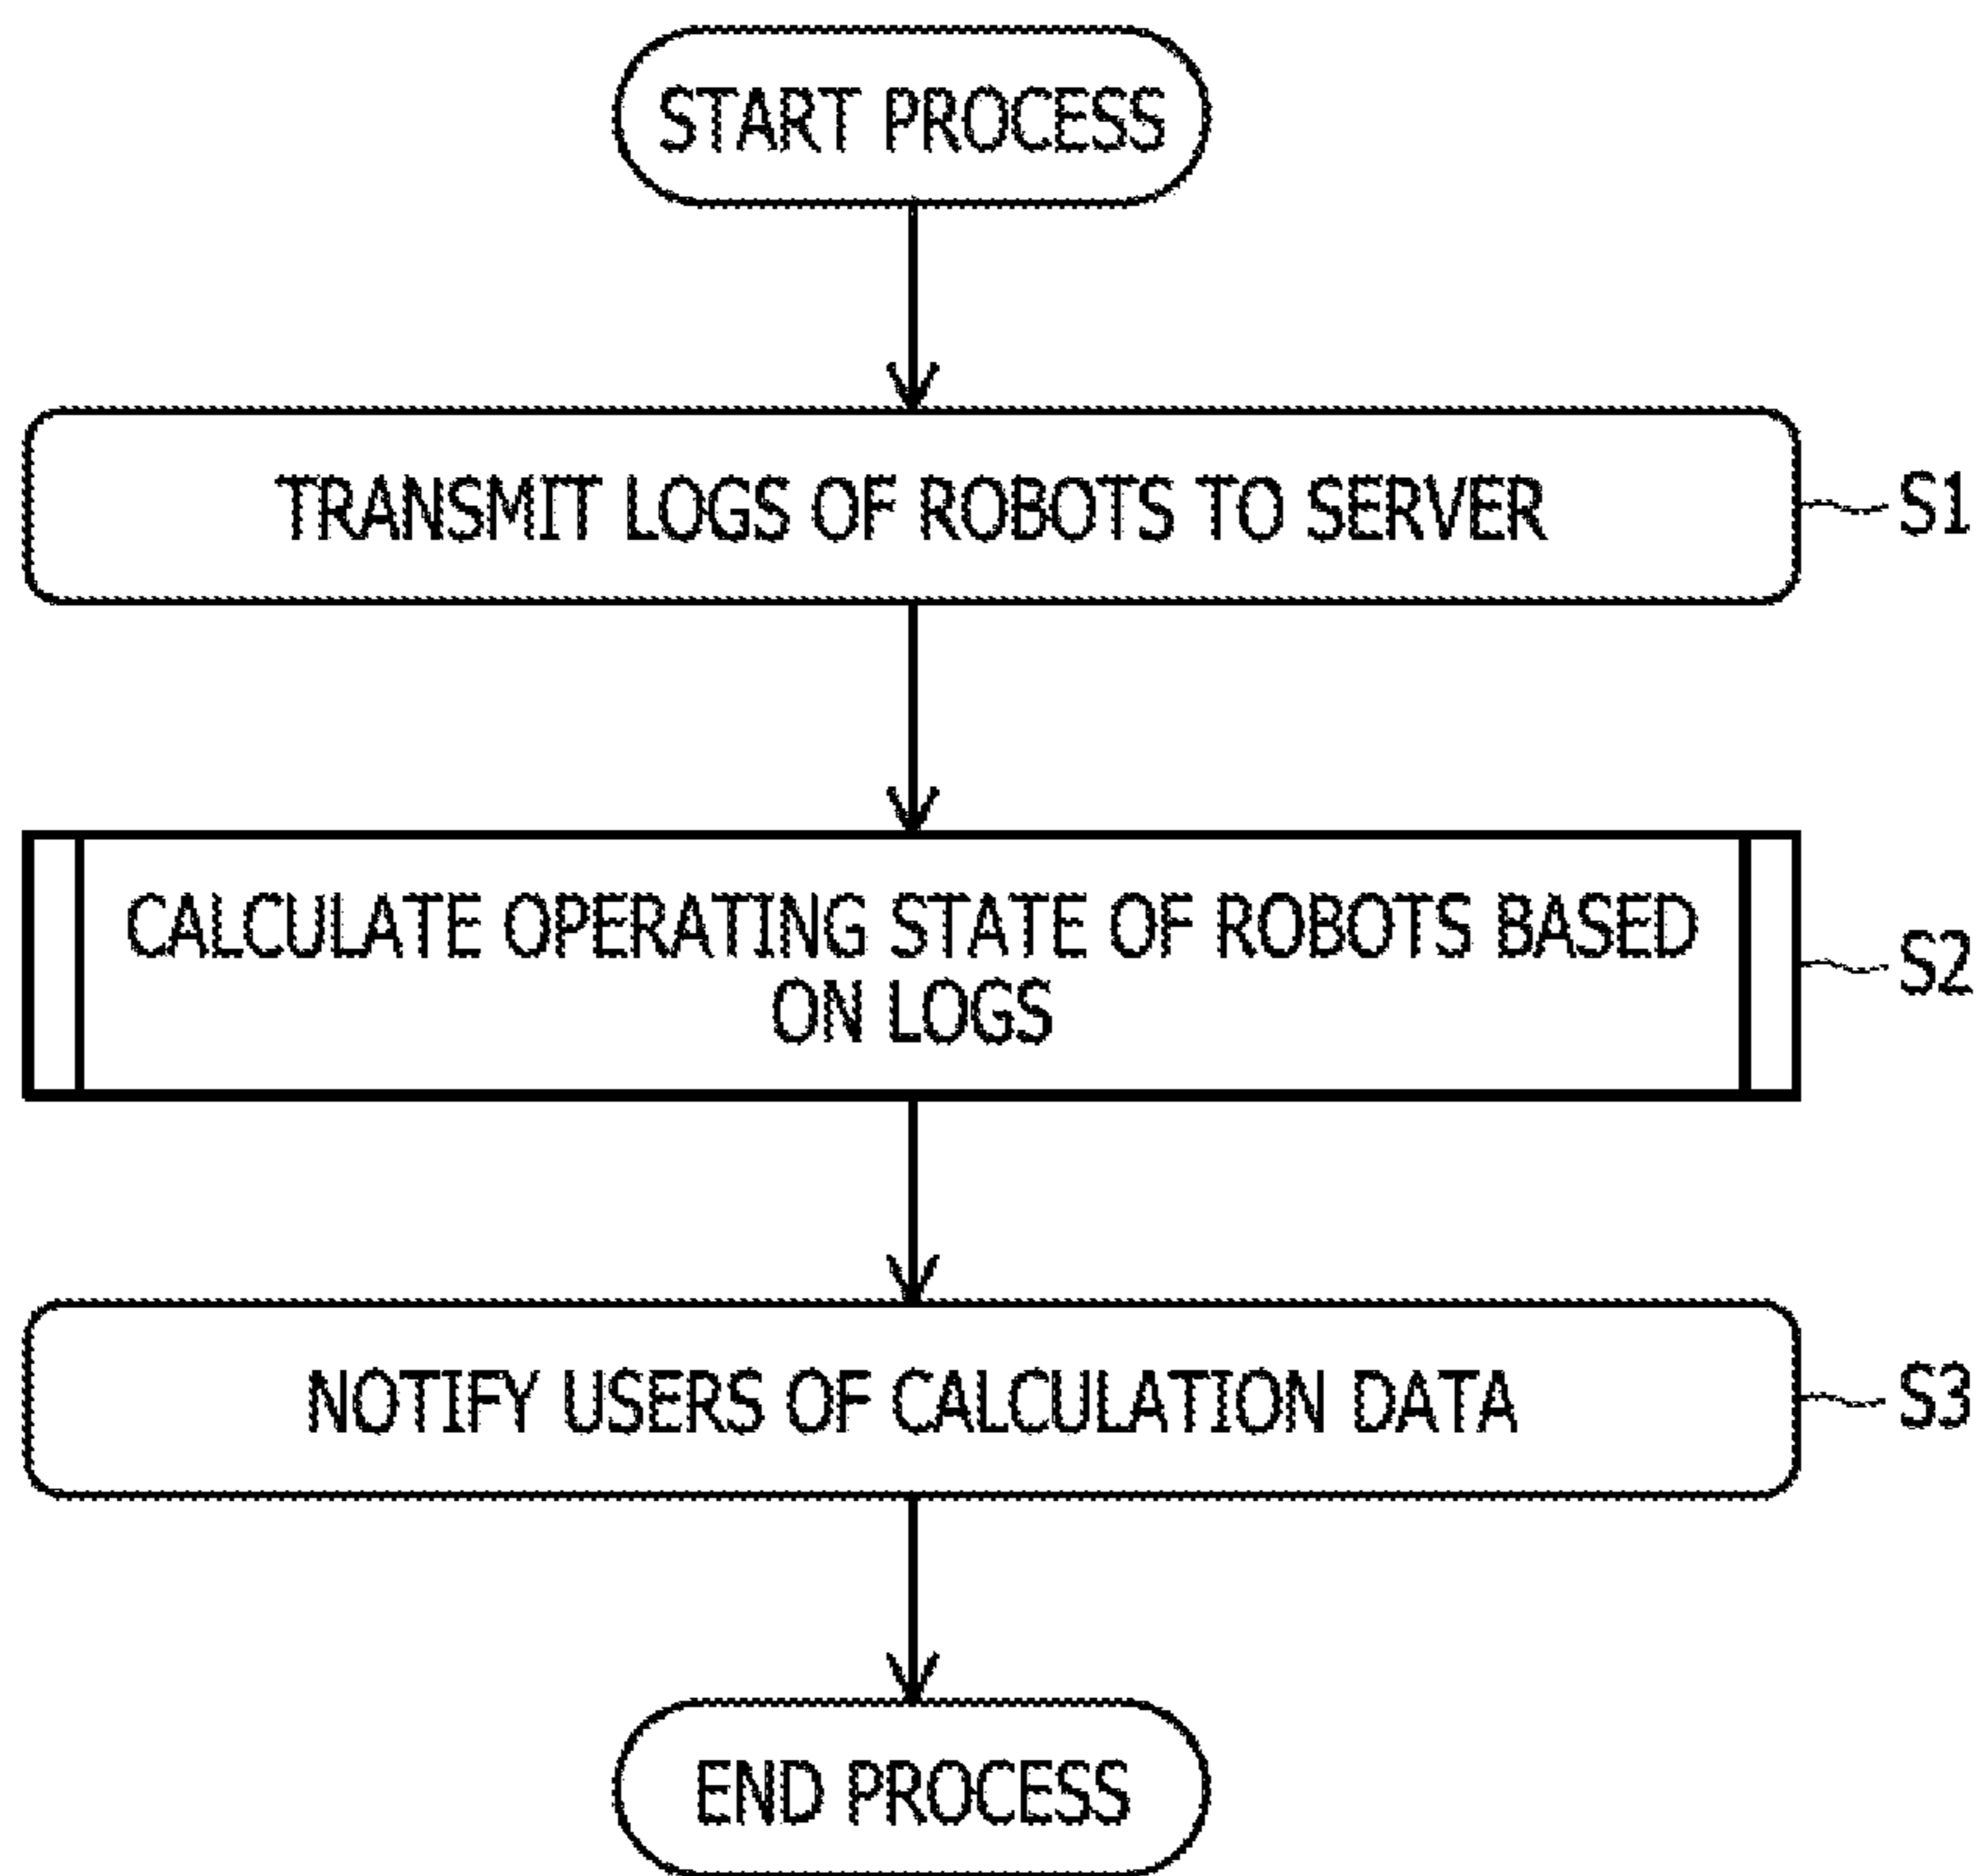 START PROCESS
TRANSMIT LOGS OF ROBOTS TO SERVER
S1
CALCULATE OPERATING STATE OF ROBOTS BASED
ON LOGS
S2
NOTIFY USERS OF CALCULATION DATA
S3
END PROCESS